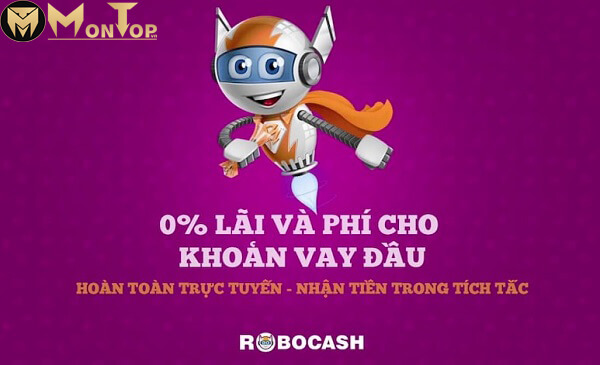 MONTOP.VN
0% LÃI VÀ PHÍ CHO
KHOẢN VAY ĐẦU
HOÀN TOÀN TRỰC TUYẾN - NHẬN TIỀN TRONG TÍCH TẮC
ROBOCASH